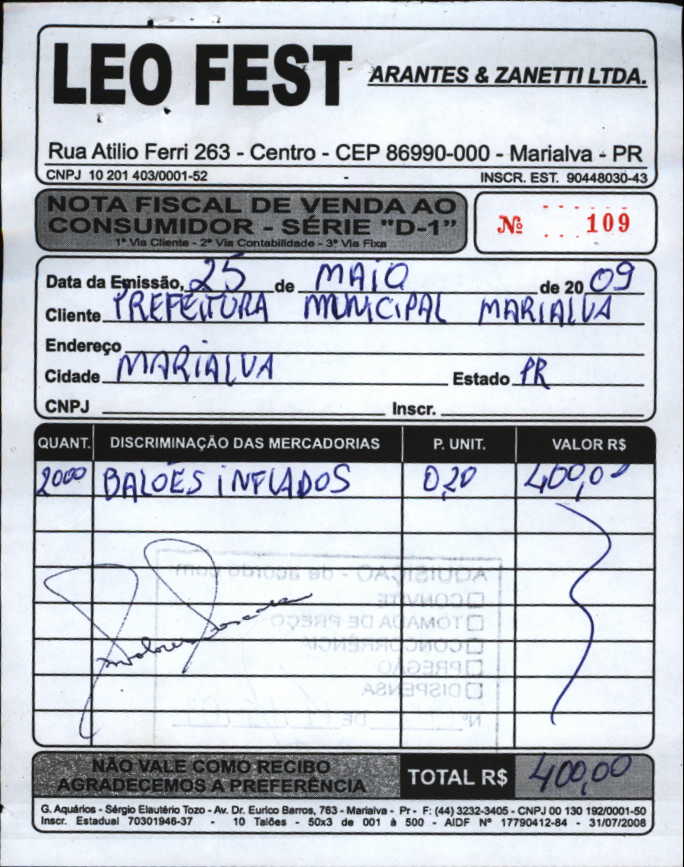 LEO FEST
ARANTES & ZANETTI LTDA.
Rua Atilio Ferri 263 - Centro - CEP 86990-000 - Marialva - PR
CNPJ 10 201 403/0001-52 INSCR. EST. 90448030-43
NOTA FISCAL DE VENDA AO
CONSUMIDOR - SÉRIE "D-1"
1ª Via Cliente - 2ª Via Contabilidade - 3ª Via Fixa
Nº 109
Data da Emissão, 25 de MAIO de 20 09
Cliente PREFEITURA MUNICIPAL MARIALVA
Endereço
Cidade MARIALVA Estado PR
CNPJ Inscr.
QUANT. DISCRIMINAÇÃO DAS MERCADORIAS P. UNIT. VALOR R$
2000 BALOES INFLADOS 0,20 400,00
AQUISIÇÃO - de acordo com
CONVITE
TOMADA DE PREÇO
CONCORRÊNCIA
PREGÃO
DISPENSA
Nº DE
NÃO VALE COMO RECIBO
AGRADECEMOS A PREFERÊNCIA
TOTAL R$ 400,00
G. Aquários - Sérgio Elautério Tozo - Av. Dr. Eurico Barros, 763 - Marialva - Pr - F: (44) 3232-3405 - CNPJ 00 130 192/0001-50
Inscr. Estadual 70301946-37 - 10 Talões - 50x3 de 001 à 500 - AIDF Nº 17790412-84 - 31/07/2008